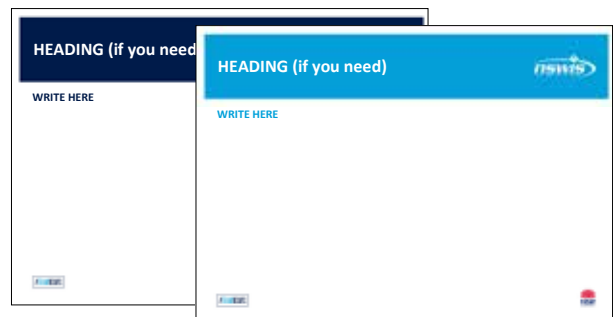 HEADING (if you need
WRITE HERE
HEADING (if you need)
nswis
WRITE HERE